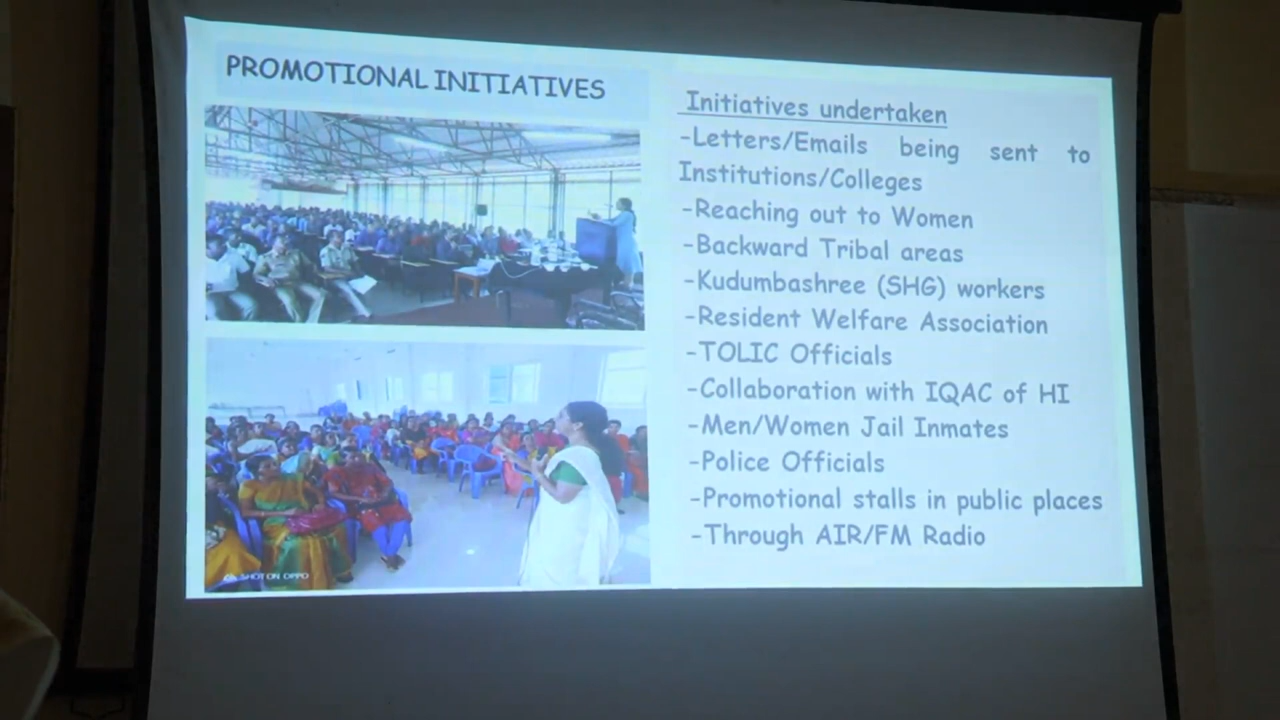 PROMOTIONAL INITIATIVES
Initiatives undertaken
-Letters/Emails being sent to
Institutions/Colleges
-Reaching out to Women
-Backward Tribal areas
-Kudumbashree (SHG) workers
-Resident Welfare Association
-TOLIC Officials
-Collaboration with IQAC of HI
-Men/Women Jail Inmates
-Police Officials
-Promotional stalls in public places
-Through AIR/FM Radio
SHOT ON OPPO